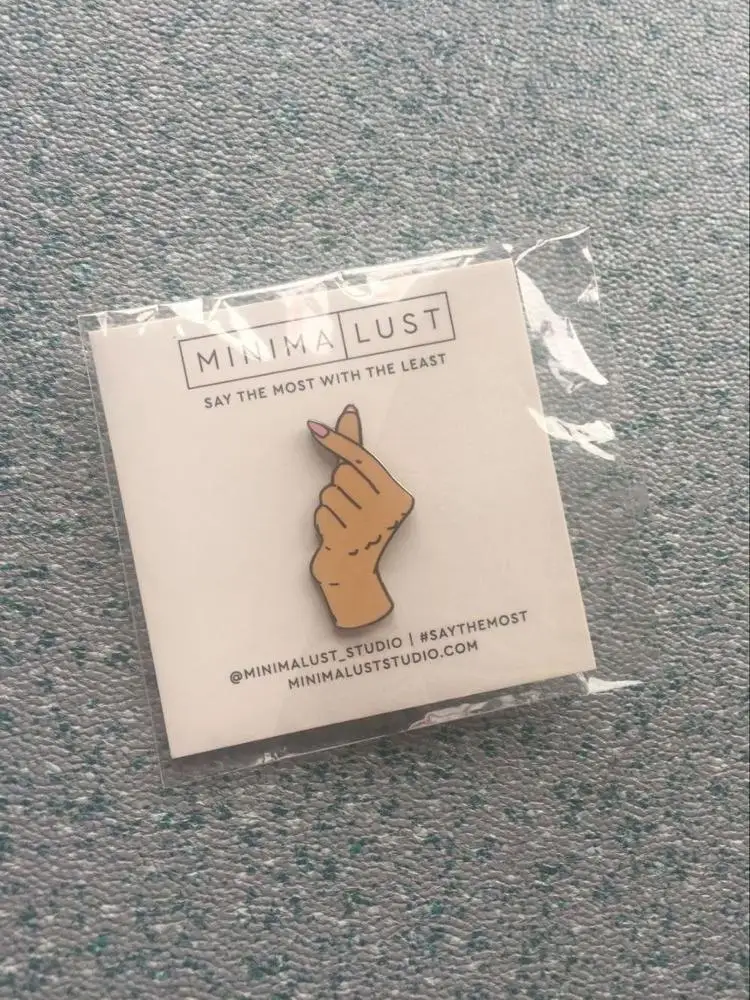 MINIMA LUST
SAY THE MOST WITH THE LEAST
@MINIMALUST_STUDIO | #SAYTHEMOST
MINIMALUSTSTUDIO.COM